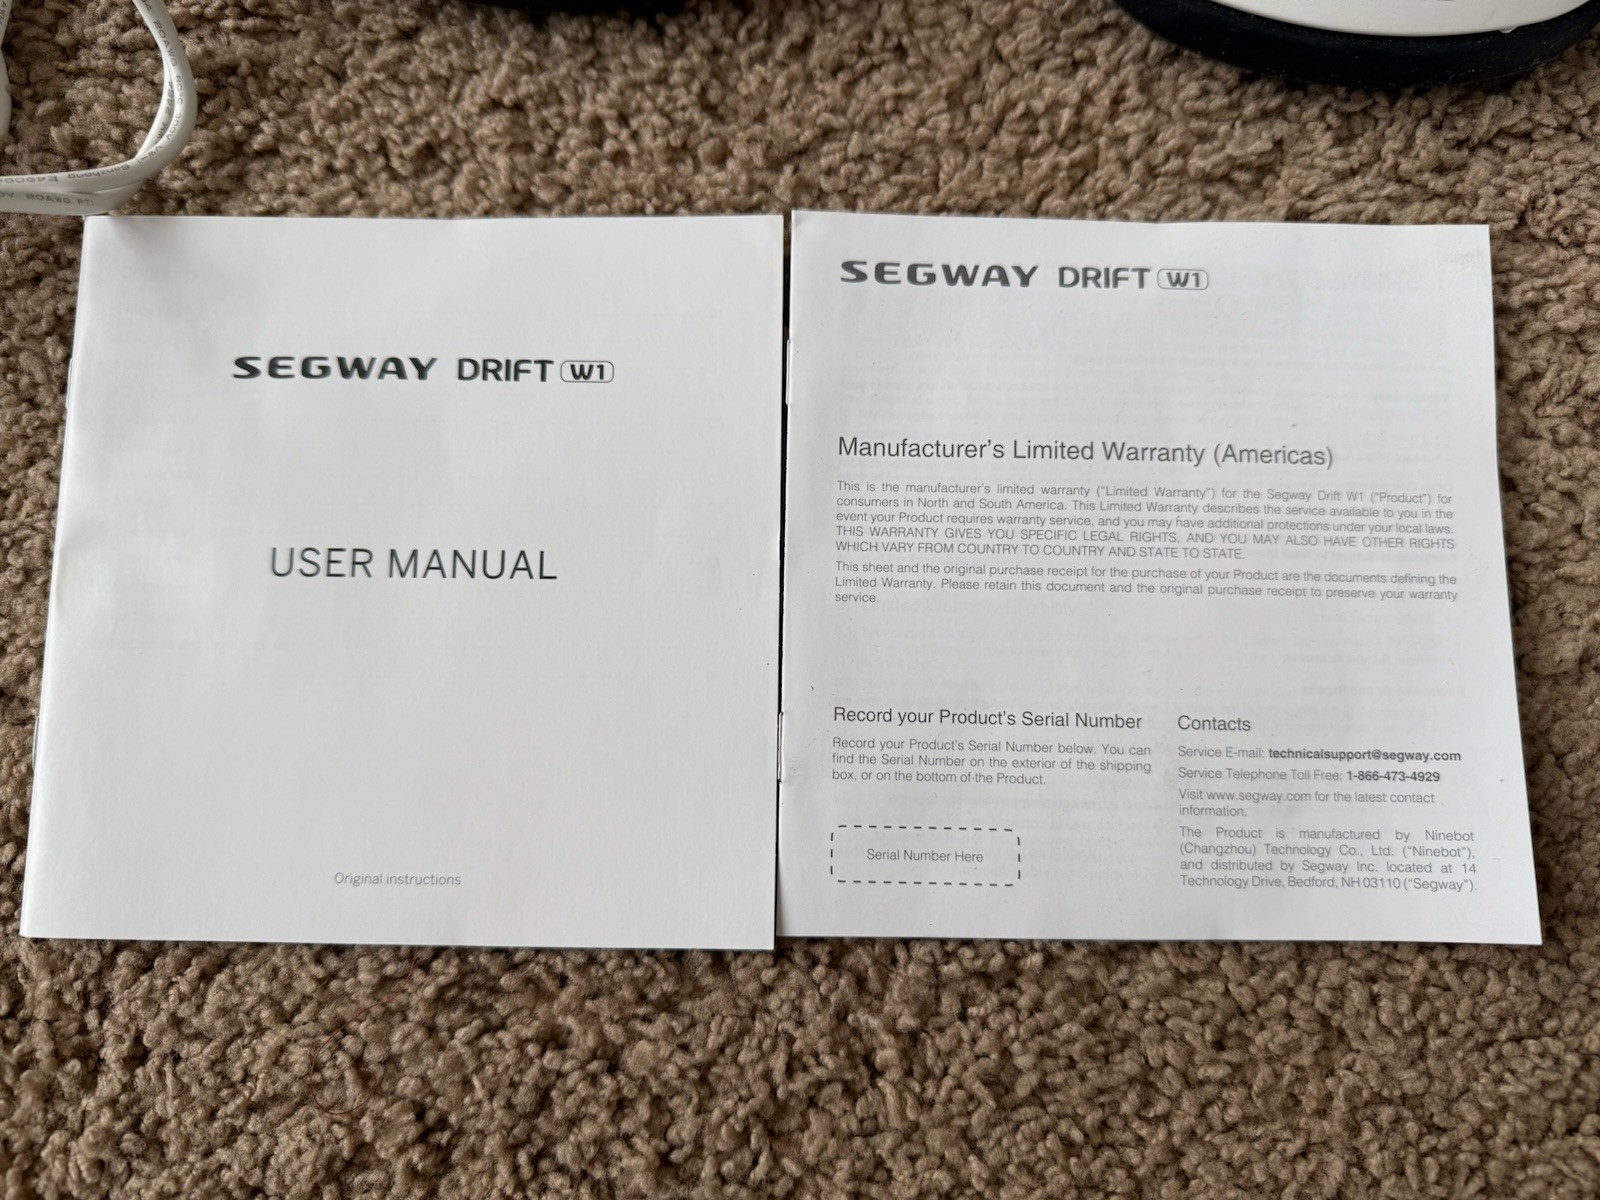 SEGWAY DRIFT W1
USER MANUAL
Original instructions
SEGWAY DRIFT W1
Manufacturer's Limited Warranty (Americas)
This is the manufacturer's limited warranty (“Limited Warranty”) for the Segway Drift W1 (“Product”) for
consumers in North and South America. This Limited Warranty describes the service available to you in the
event your Product requires warranty service, and you may have additional protections under your local laws.
THIS WARRANTY GIVES YOU SPECIFIC LEGAL RIGHTS, AND YOU MAY ALSO HAVE OTHER RIGHTS
WHICH VARY FROM COUNTRY TO COUNTRY AND STATE TO STATE.
This sheet and the original purchase receipt for the purchase of your Product are the documents defining the
Limited Warranty. Please retain this document and the original purchase receipt to preserve your warranty
service.
Record your Product's Serial Number
Record your Product's Serial Number below. You can
find the Serial Number on the exterior of the shipping
box, or on the bottom of the Product.
Serial Number Here
Contacts
Service E-mail: technicalsupport@segway.com
Service Telephone Toll Free: 1-866-473-4929
Visit www.segway.com for the latest contact
information.
The Product is manufactured by Ninebot
(Changzhou) Technology Co., Ltd. (“Ninebot”),
and distributed by Segway Inc. located at 14
Technology Drive, Bedford, NH 03110 (“Segway”).